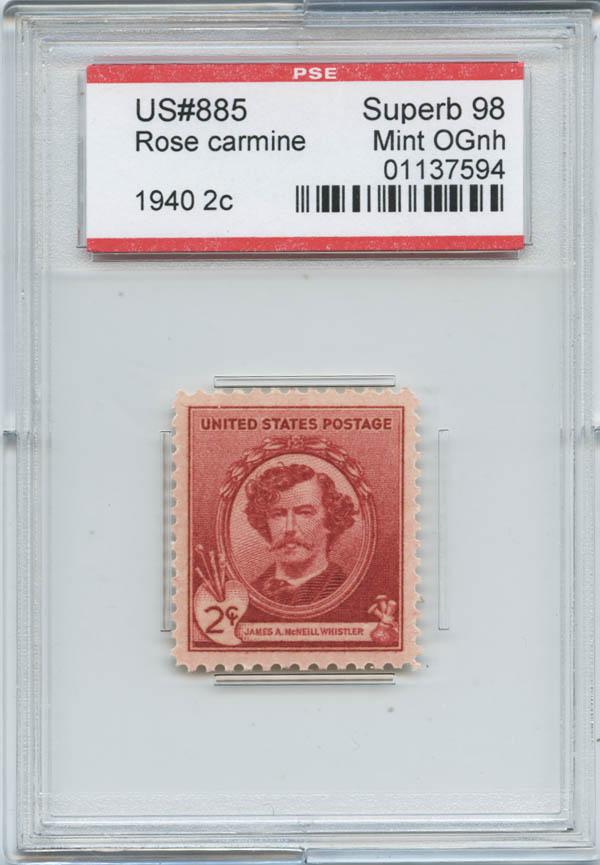 PSE
US#885 Superb 98
Rose carmine Mint OGnh
01137594
1940 2c
UNITED STATES POSTAGE
2¢
JAMES A. McNEILL WHISTLER